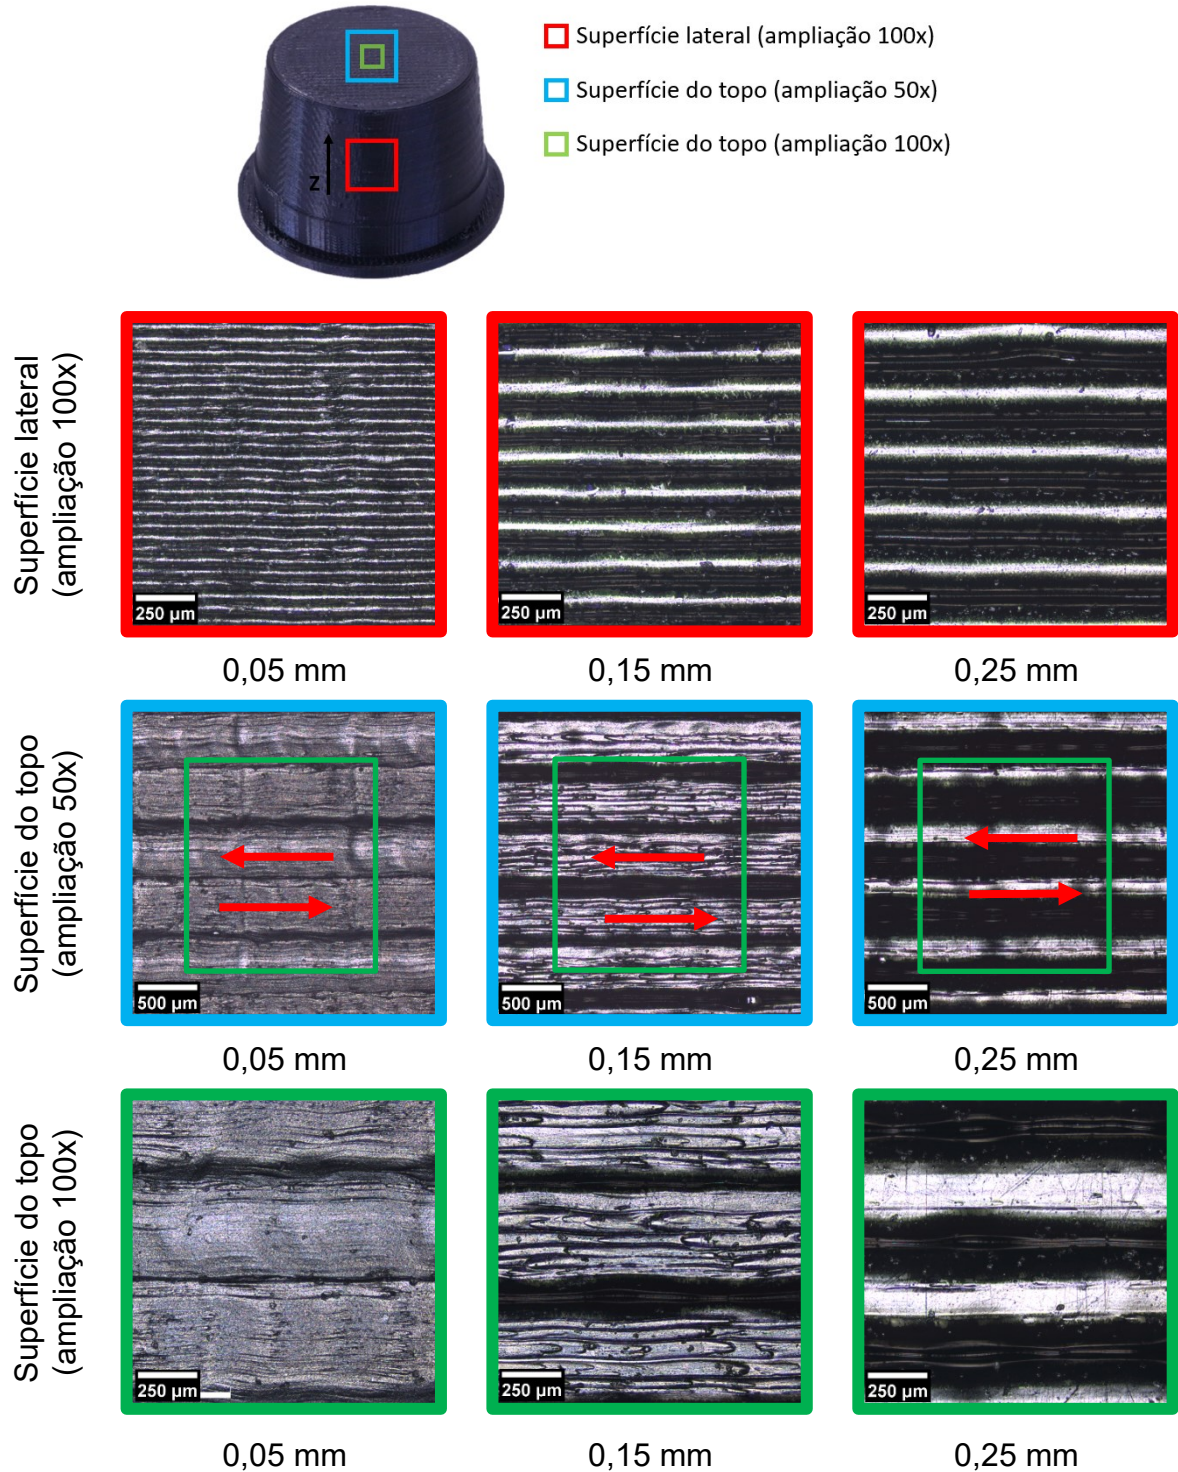 Superfície lateral (ampliação 100x)
Superfície do topo (ampliação 50x)
Superfície do topo (ampliação 100x)
Z
Superfície lateral
(ampliação 100x)
250 µm
250 µm
250 µm
0,05 mm
0,15 mm
0,25 mm
Superfície do topo
(ampliação 50x)
500 µm
500 µm
500 µm
0,05 mm
0,15 mm
0,25 mm
Superfície do topo
(ampliação 100x)
250 µm
250 µm
250 µm
0,05 mm
0,15 mm
0,25 mm